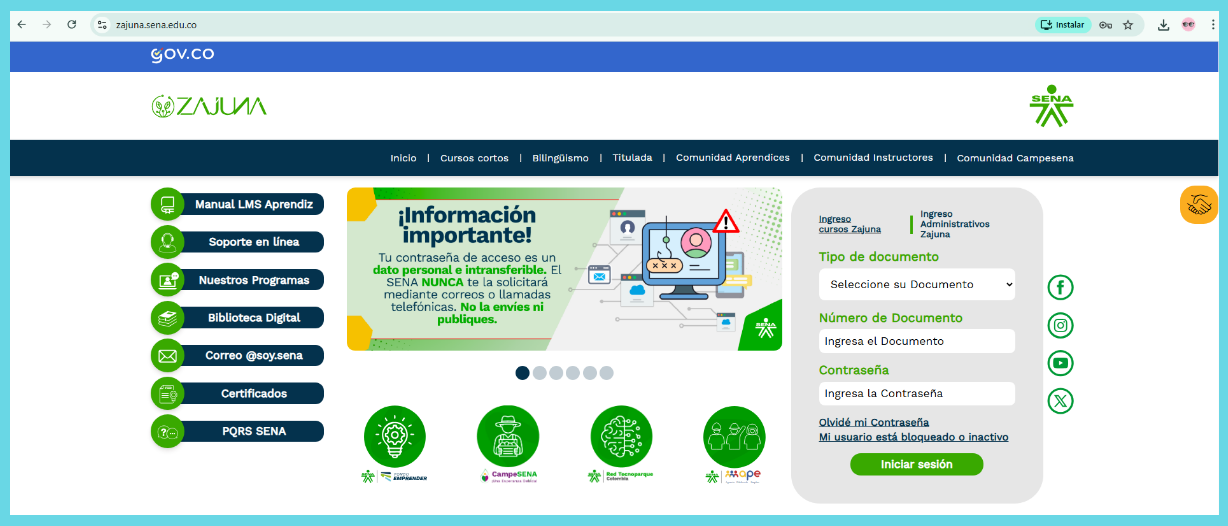 zajuna.sena.edu.co
Instalar
GOV.CO
ZAJUNA
SENA
Inicio | Cursos cortos | Bilingüismo | Titulada | Comunidad Aprendices | Comunidad Instructores | Comunidad Campesena
Manual LMS Aprendiz
Soporte en línea
Nuestros Programas
Biblioteca Digital
Correo @soy.sena
Certificados
PQRS SENA
¡Información
importante!
Tu contraseña de acceso es un
dato personal e intransferible. El
SENA NUNCA te la solicitará
mediante correos o llamadas
telefónicas. No la envíes ni
publiques.
SENA
EMPRENDER
CampeSENA
Red Tecnoparque
Colombia
ape
Ingreso
cursos Zajuna
Ingreso
Administrativos
Zajuna
Tipo de documento
Seleccione su Documento
Número de Documento
Ingresa el Documento
Contraseña
Ingresa la Contraseña
Olvidé mi Contraseña
Mi usuario está bloqueado o inactivo
Iniciar sesión